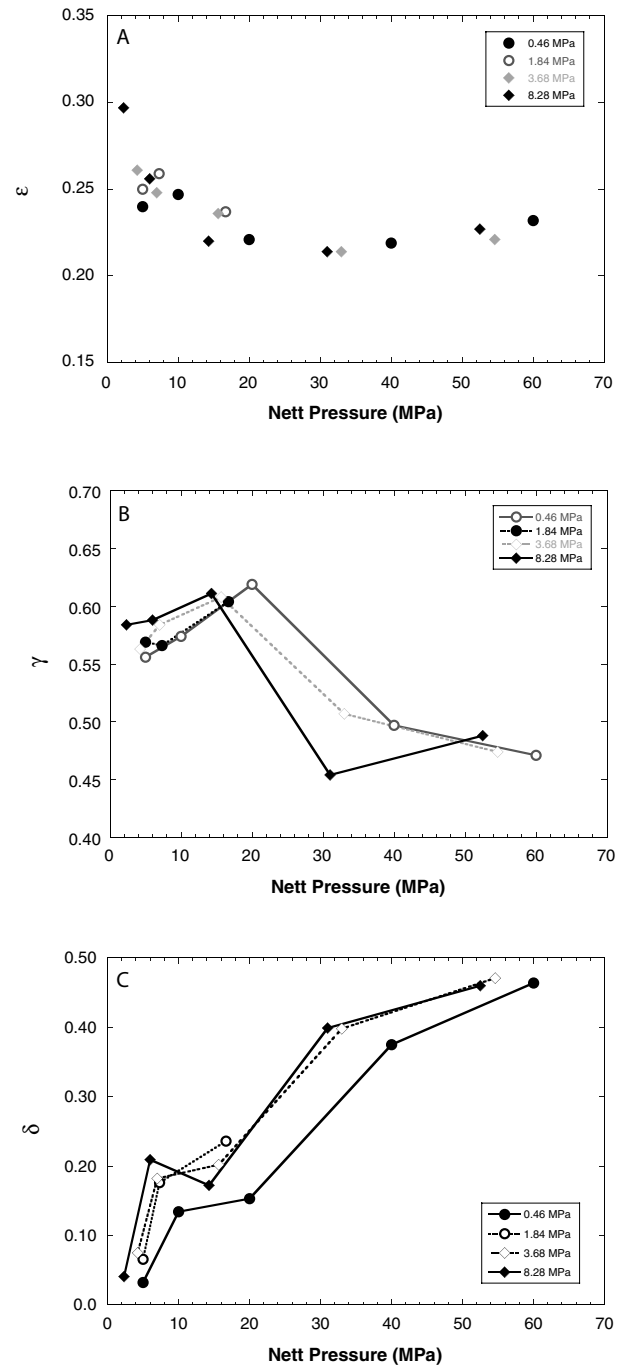 A
0.35
0.30
0.25
0.20
0.15
ε
0.46 MPa
1.84 MPa
3.68 MPa
8.28 MPa
0 10 20 30 40 50 60 70
Nett Pressure (MPa)
B
0.70
0.65
0.60
0.55
0.50
0.45
0.40
γ
0.46 MPa
1.84 MPa
3.68 MPa
8.28 MPa
0 10 20 30 40 50 60 70
Nett Pressure (MPa)
C
0.50
0.40
0.30
0.20
0.10
0.0
δ
0.46 MPa
1.84 MPa
3.68 MPa
8.28 MPa
0 10 20 30 40 50 60 70
Nett Pressure (MPa)